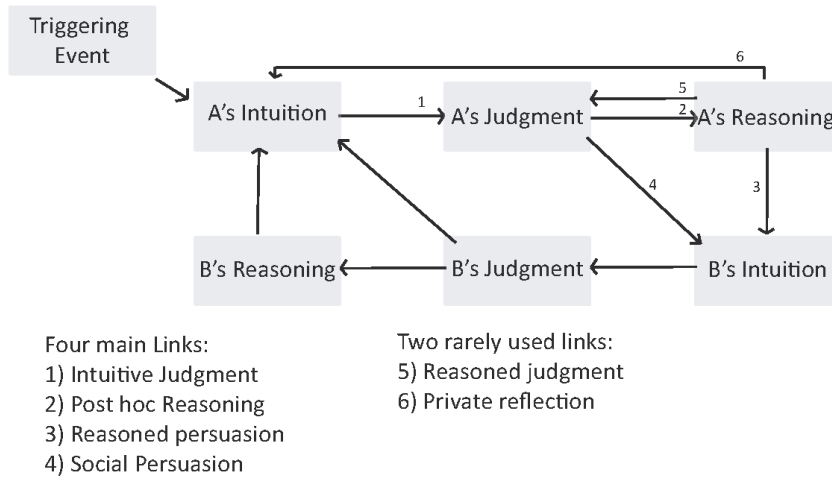 Triggering
Event
6
A's Intuition
1
A's Judgment
5
2
A's Reasoning
4
3
B's Reasoning
B's Judgment
B's Intuition
Four main Links:
1) Intuitive Judgment
2) Post hoc Reasoning
3) Reasoned persuasion
4) Social Persuasion
Two rarely used links:
5) Reasoned judgment
6) Private reflection